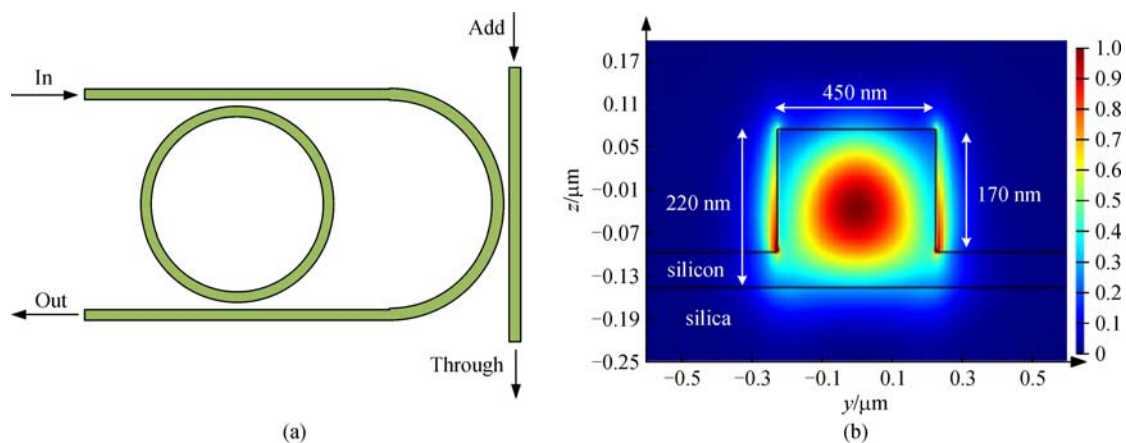 Add
In
Out
Through
(a)
z/μm
0.17
0.11
0.05
−0.01
−0.07
−0.13
−0.19
−0.25
450 nm
220 nm
170 nm
silicon
silica
−0.5
−0.3
−0.1
0.1
0.3
0.5
y/μm
1.0
0.9
0.8
0.7
0.6
0.5
0.4
0.3
0.2
0.1
0
(b)